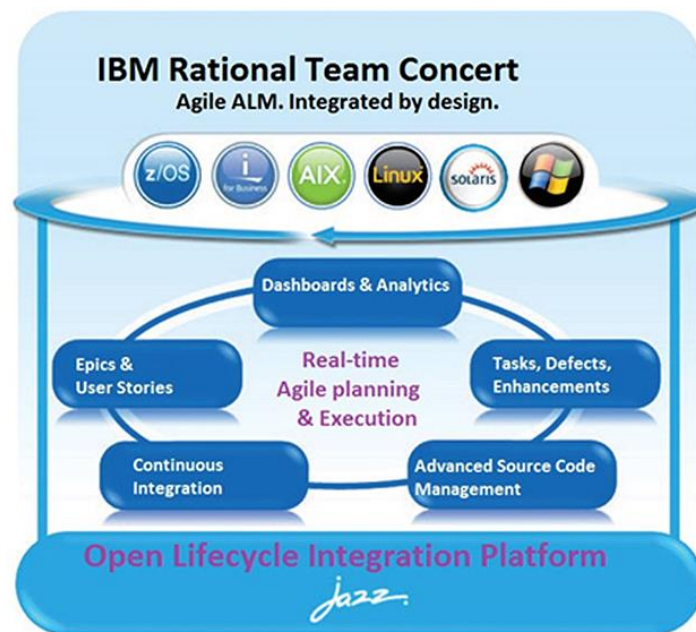 IBM Rational Team Concert
Agile ALM. Integrated by design.
z/OS
i
for Business
AIX
Linux
solaris
Dashboards & Analytics
Epics &
User Stories
Real-time
Agile planning
& Execution
Tasks, Defects,
Enhancements
Continuous
Integration
Advanced Source Code
Management
Open Lifecycle Integration Platform
jazz